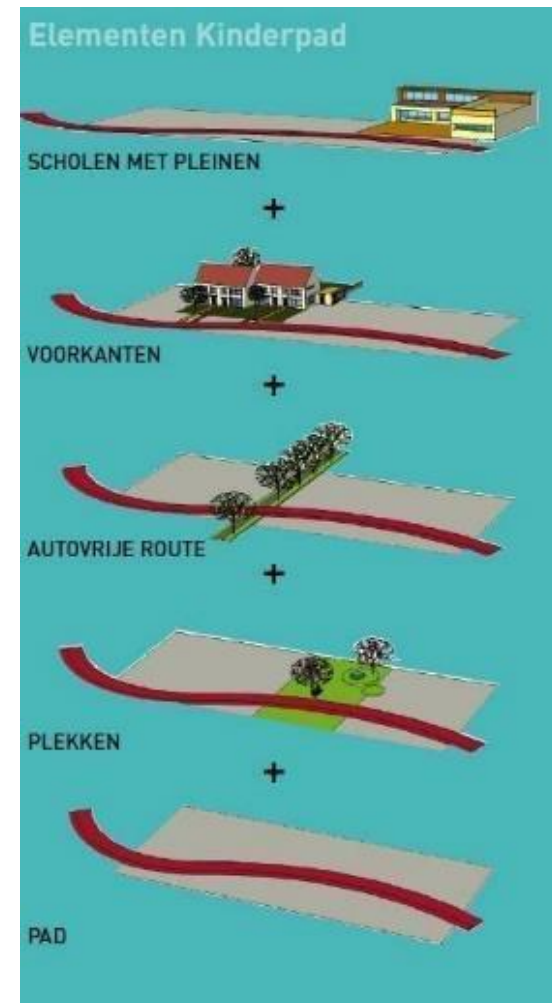 Elementen Kinderpad
SCHOLEN MET PLEINEN
+
VOORKANTEN
+
AUTOVRIJE ROUTE
+
PLEKKEN
+
PAD